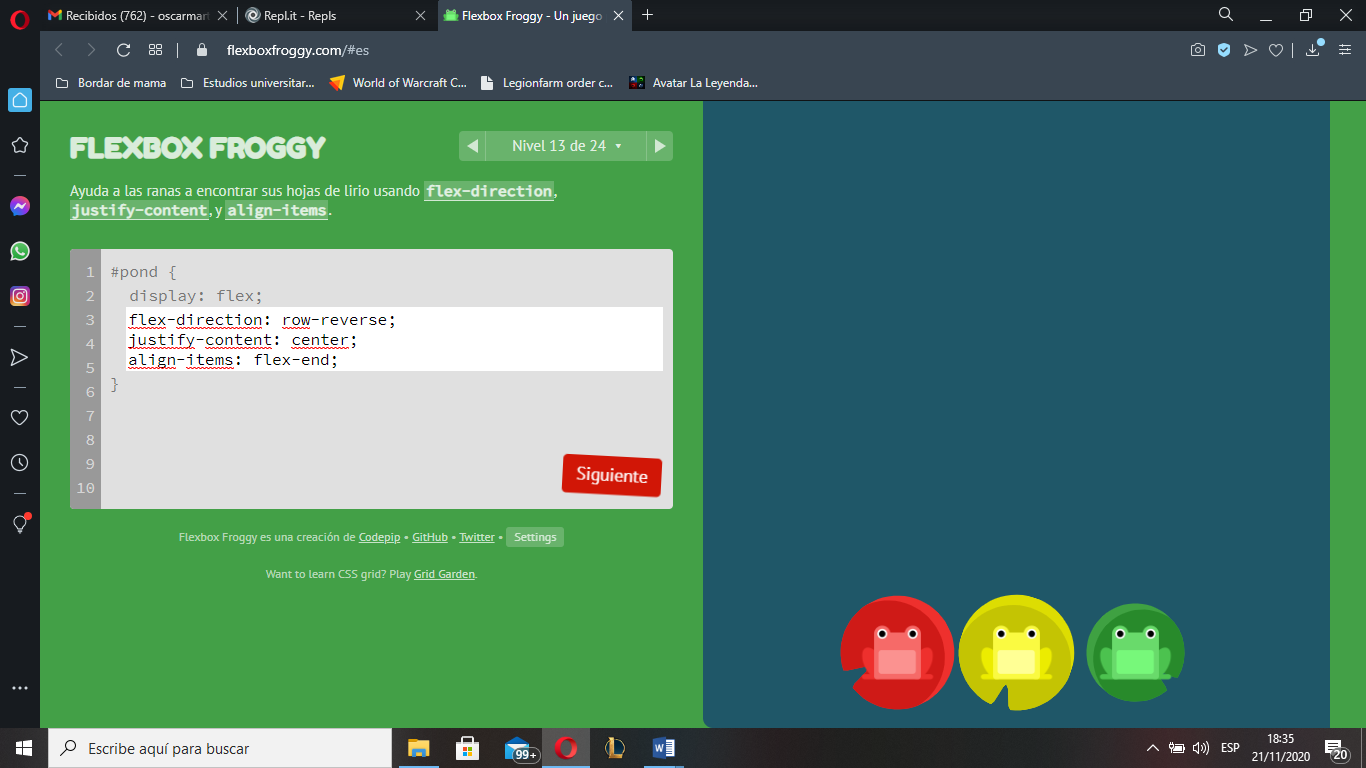 Recibidos (762) - oscarmar
Repl.it - Repls
Flexbox Froggy - Un juego
flexboxfroggy.com/#es
Bordar de mama
Estudios universitar...
World of Warcraft C...
Legionfarm order c...
Avatar La Leyenda...
FLEXBOX FROGGY
Nivel 13 de 24
Ayuda a las ranas a encontrar sus hojas de lirio usando flex-direction,
justify-content, y align-items.
1 #pond {
2 display: flex;
3 flex-direction: row-reverse;
4 justify-content: center;
5 align-items: flex-end;
6 }
7
8
9
10
Siguiente
Flexbox Froggy es una creación de Codepip • GitHub • Twitter • Settings
Want to learn CSS grid? Play Grid Garden.
Escribe aquí para buscar
99+
ESP
18:35
21/11/2020
20